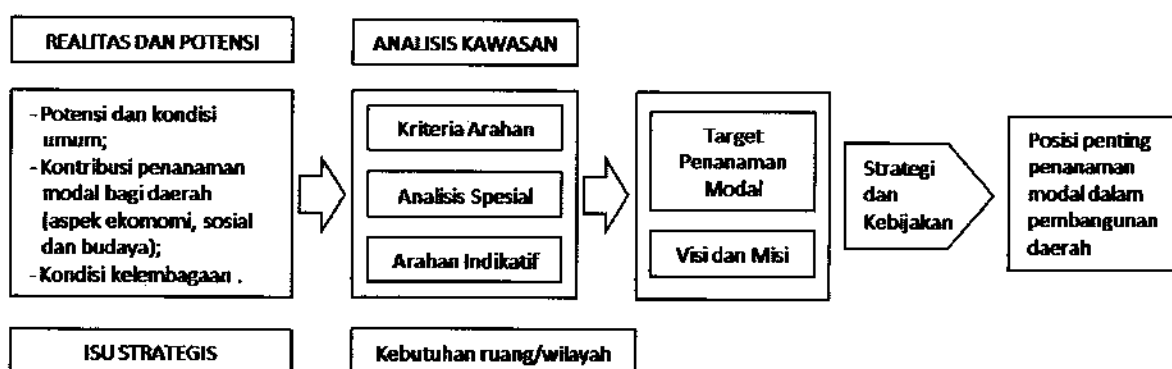 REALITAS DAN POTENSI
ANALISIS KAWASAN
- Potensi dan kondisi
umum;
- Kontribusi penanaman
modal bagi daerah
(aspek ekomomi, sosial
dan budaya);
- Kondisi kelembagaan .
Kriteria Arahan
Analisis Spesial
Arahan Indikatif
Target
Penanaman
Modal
Visi dan Misi
Strategi
dan
Kebijakan
Posisi penting
penanaman
modal dalam
pembangunan
daerah
ISU STRATEGIS
Kebutuhan ruang/wilayah